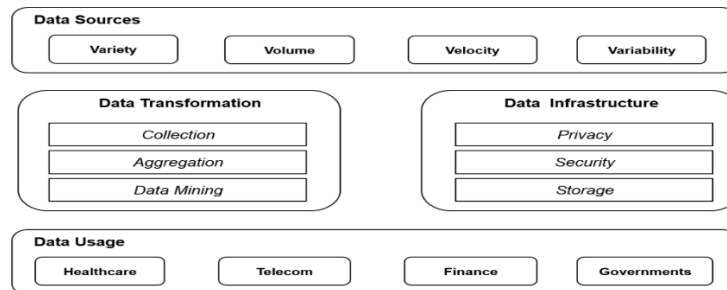 Data Sources
Variety
Volume
Velocity
Variability
Data Transformation
Collection
Aggregation
Data Mining
Data Infrastructure
Privacy
Security
Storage
Data Usage
Healthcare
Telecom
Finance
Governments